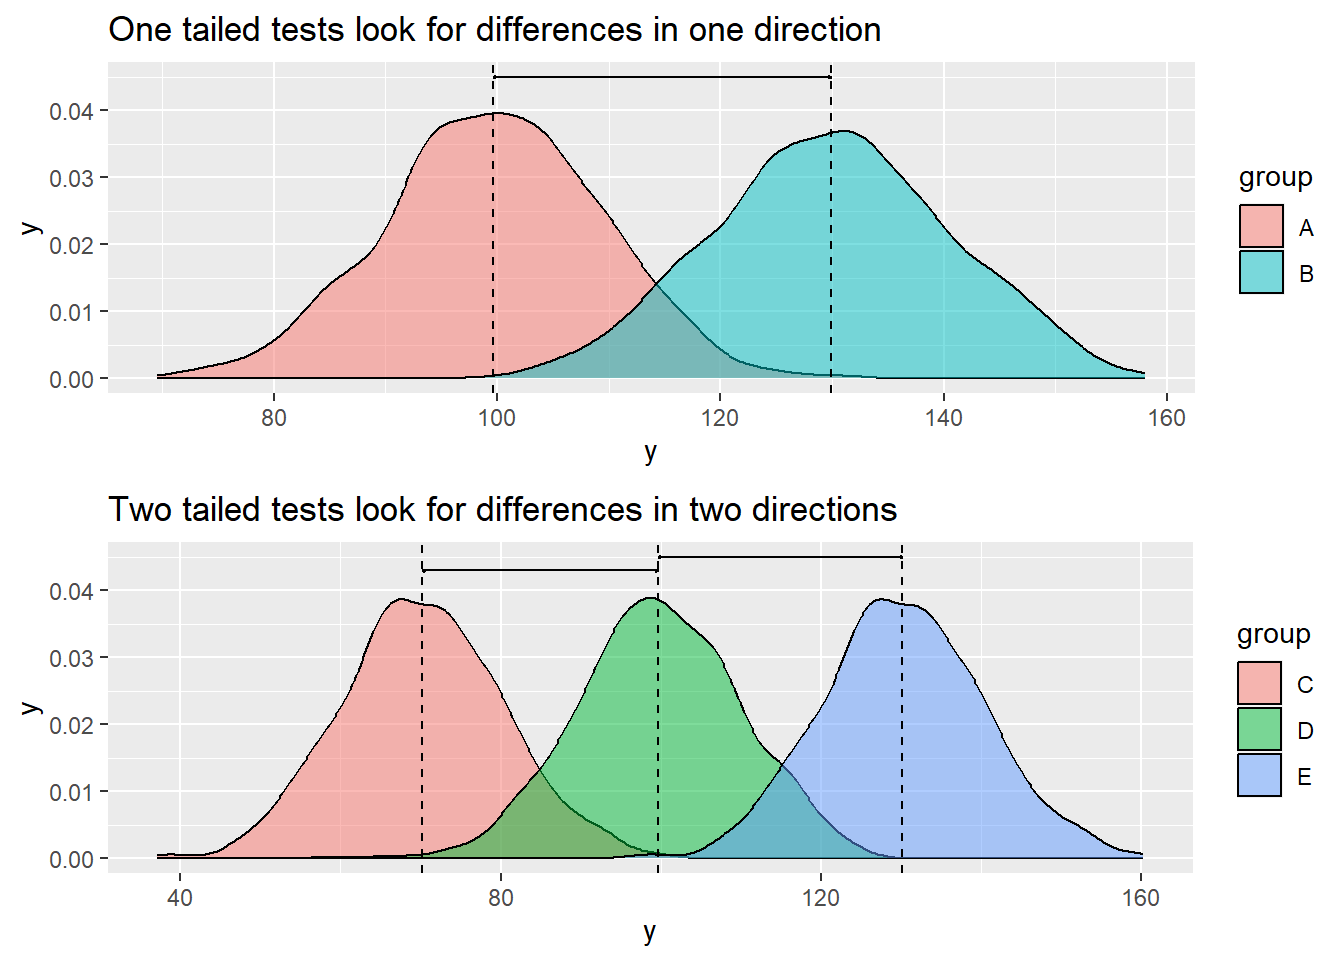 One tailed tests look for differences in one direction
0.04
0.03
0.02
0.01
0.00
y
80 100 120 140 160
y
group
A
B
Two tailed tests look for differences in two directions
0.04
0.03
0.02
0.01
0.00
y
40 80 120 160
y
group
C
D
E